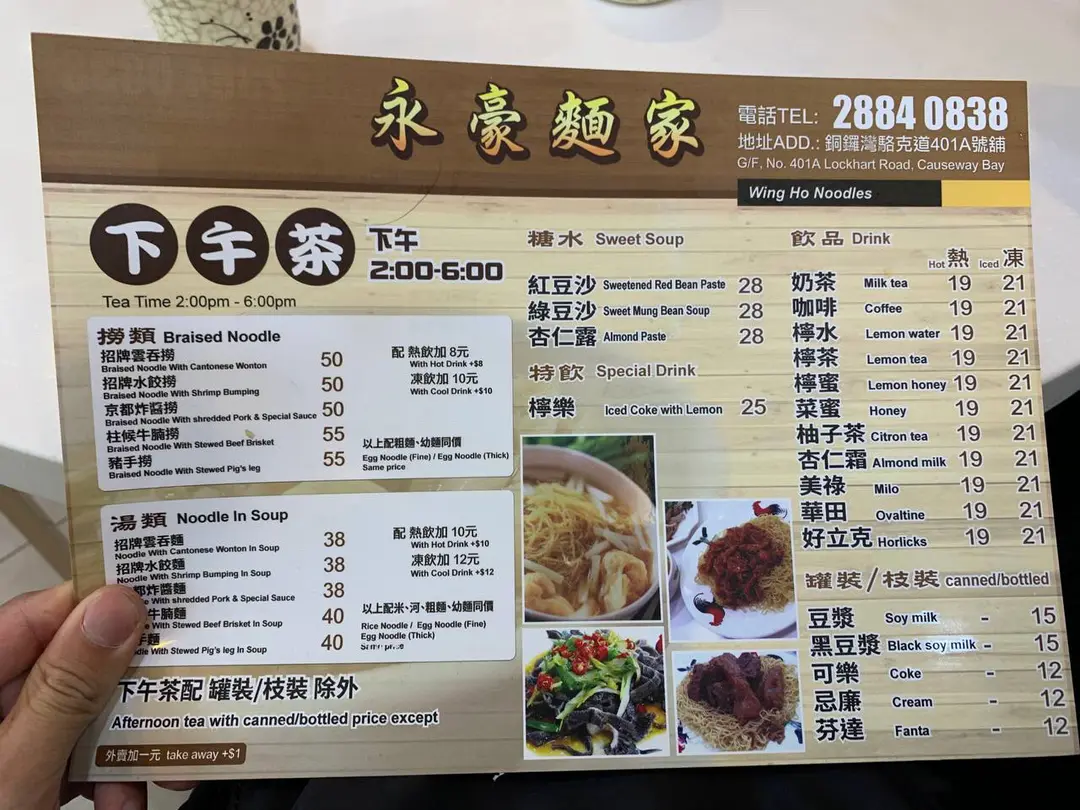 永豪麵家
電話TEL: 2884 0838
地址ADD.: 銅鑼灣駱克道401A號舖
G/F, No. 401A Lockhart Road, Causeway Bay
Wing Ho Noodles
下午茶 下午 2:00-6:00
Tea Time 2:00pm - 6:00pm
撈類 Braised Noodle
招牌雲吞撈
Braised Noodle With Cantonese Wonton 50
招牌水餃撈
Braised Noodle With Shrimp Bumping 50
京都炸醬撈
Braised Noodle With shredded Pork & Special Sauce 50
柱候牛腩撈
Braised Noodle With Stewed Beef Brisket 55
豬手撈
Braised Noodle With Stewed Pig's leg 55
配 熱飲加 8元
With Hot Drink +$8
凍飲加 10元
With Cool Drink +$10
以上配粗麵、幼麵同價
Egg Noodle (Fine) / Egg Noodle (Thick)
Same price
湯類 Noodle In Soup
招牌雲吞麵
Noodle With Cantonese Wonton In Soup 38
招牌水餃麵
Noodle With Shrimp Bumping In Soup 38
都炸醬麵
With shredded Pork & Special Sauce 38
牛腩麵
With Stewed Beef Brisket In Soup 40
手麵
With Stewed Pig's leg In Soup 40
配 熱飲加 10元
With Hot Drink +$10
凍飲加 12元
With Cool Drink +$12
以上配米、河、粗麵、幼麵同價
Rice Noodle / Egg Noodle (Fine)
Egg Noodle (Thick)
Same price
下午茶配 罐裝/枝裝 除外
Afternoon tea with canned/bottled price except
外賣加一元 take away +$1
糖水 Sweet Soup
紅豆沙 Sweetened Red Bean Paste 28
綠豆沙 Sweet Mung Bean Soup 28
杏仁露 Almond Paste 28
特飲 Special Drink
檸樂 Iced Coke with Lemon 25
飲品 Drink
Hot 熱 Iced 凍
奶茶 Milk tea 19 21
咖啡 Coffee 19 21
檸水 Lemon water 19 21
檸茶 Lemon tea 19 21
檸蜜 Lemon honey 19 21
菜蜜 Honey 19 21
柚子茶 Citron tea 19 21
杏仁霜 Almond milk 19 21
美祿 Milo 19 21
華田 Ovaltine 19 21
好立克 Horlicks 19 21
罐裝/枝裝 canned/bottled
豆漿 Soy milk - 15
黑豆漿 Black soy milk - 15
可樂 Coke - 12
忌廉 Cream - 12
芬達 Fanta - 12